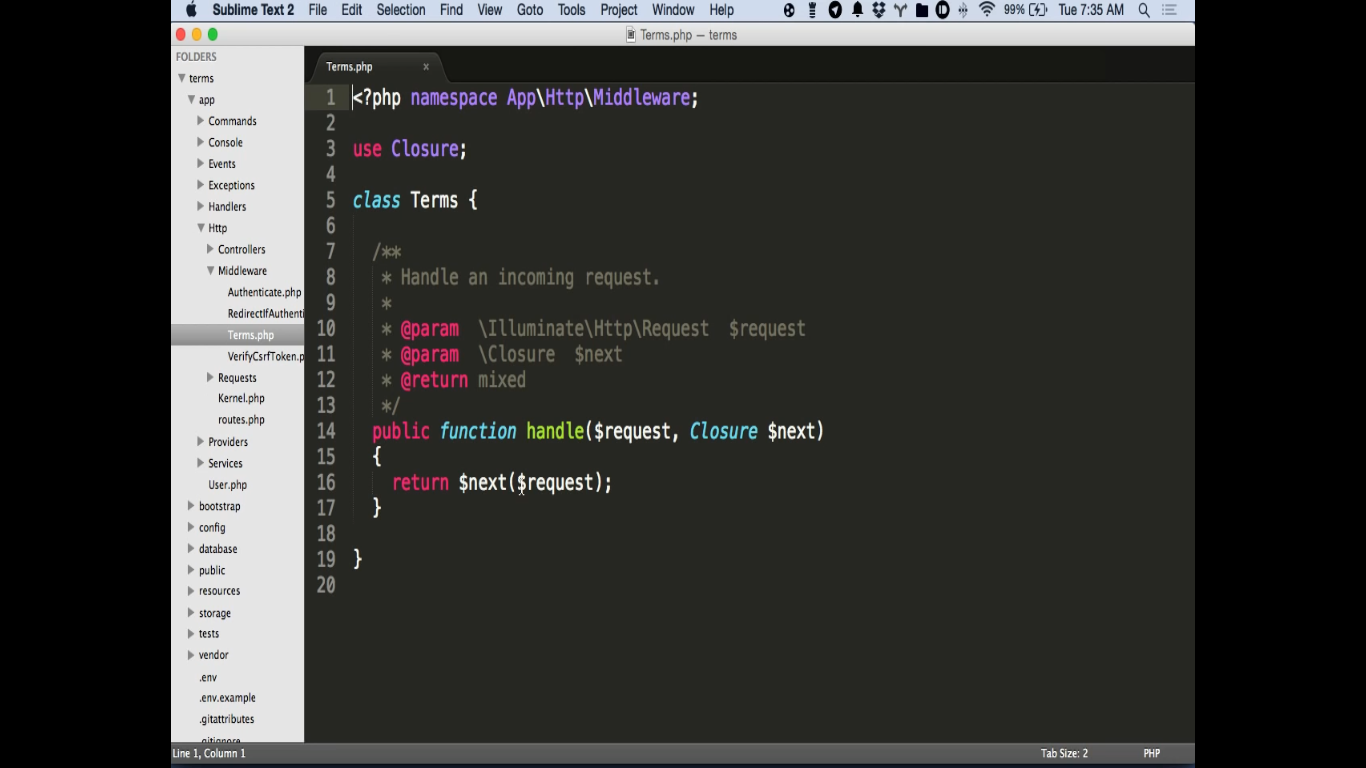 Sublime Text 2 File Edit Selection Find View Goto Tools Project Window Help 99% Tue 7:35 AM
Terms.php — terms
FOLDERS
terms
app
Commands
Console
Events
Exceptions
Handlers
Http
Controllers
Middleware
Authenticate.php
RedirectIfAuthenti
Terms.php
VerifyCsrfToken.p
Requests
Kernel.php
routes.php
Providers
Services
User.php
bootstrap
config
database
public
resources
storage
tests
vendor
.env
.env.example
.gitattributes
.gitignore
Terms.php x
1 <?php namespace App\Http\Middleware;
2
3 use Closure;
4
5 class Terms {
6
7 /**
8 * Handle an incoming request.
9 *
10 * @param \Illuminate\Http\Request $request
11 * @param \Closure $next
12 * @return mixed
13 */
14 public function handle($request, Closure $next)
15 {
16 return $next($request);
17 }
18
19 }
20
Line 1, Column 1 Tab Size: 2 PHP